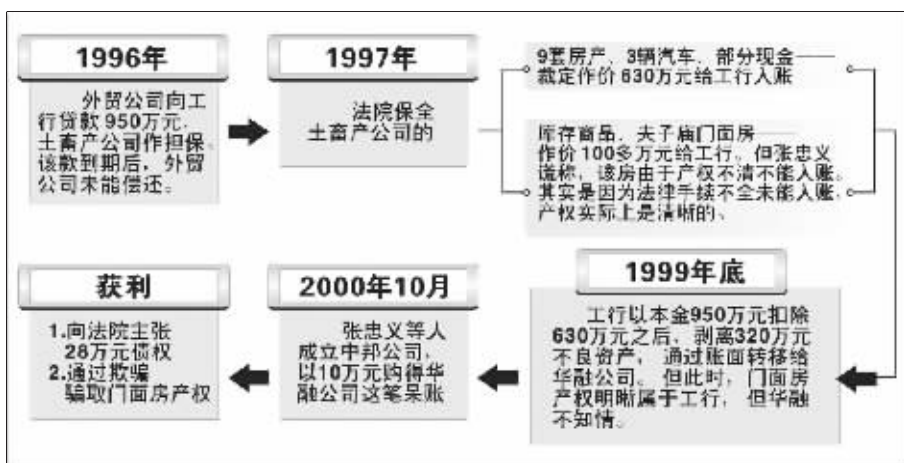 1996年
外贸公司向工
行贷款950万元，
土畜产公司作担保。
该款到期后，外贸
公司未能偿还。
1997年
法院保全
土畜产公司的
9套房产、3辆汽车、部分现金——
裁定作价630万元给工行入账
库存商品、夫子庙门面房——
作价100多万元给工行。但张忠义
谎称，该房由于产权不清不能入账。
其实是因为法律手续不全未能入账，
产权实际上是清晰的。
1999年底
工行以本金950万元扣除
630万元之后，剥离320万元
不良资产，通过账面转移给
华融公司。但此时，门面房
产权明晰属于工行，但华融
不知情。
2000年10月
张忠义等人
成立中邦公司，
以10万元购得华
融公司这笔呆账
获利
1.向法院主张
28万元债权
2.通过欺骗
骗取门面房产权